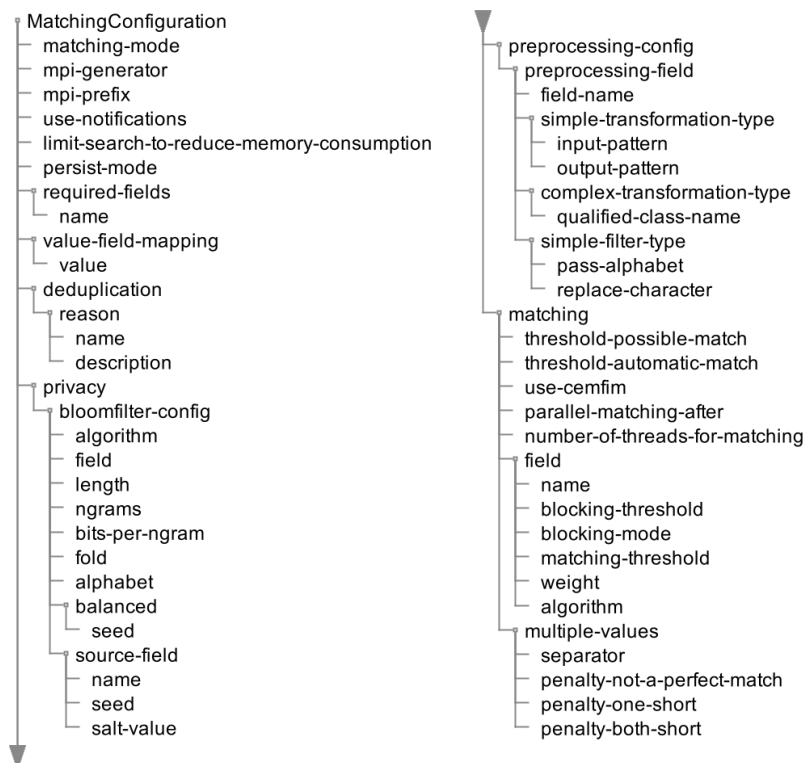 MatchingConfiguration
matching-mode
mpi-generator
mpi-prefix
use-notifications
limit-search-to-reduce-memory-consumption
persist-mode
required-fields
name
value-field-mapping
value
deduplication
reason
name
description
privacy
bloomfilter-config
algorithm
field
length
ngrams
bits-per-ngram
fold
alphabet
balanced
seed
source-field
name
seed
salt-value
preprocessing-config
preprocessing-field
field-name
simple-transformation-type
input-pattern
output-pattern
complex-transformation-type
qualified-class-name
simple-filter-type
pass-alphabet
replace-character
matching
threshold-possible-match
threshold-automatic-match
use-cemfim
parallel-matching-after
number-of-threads-for-matching
field
name
blocking-threshold
blocking-mode
matching-threshold
weight
algorithm
multiple-values
separator
penalty-not-a-perfect-match
penalty-one-short
penalty-both-short